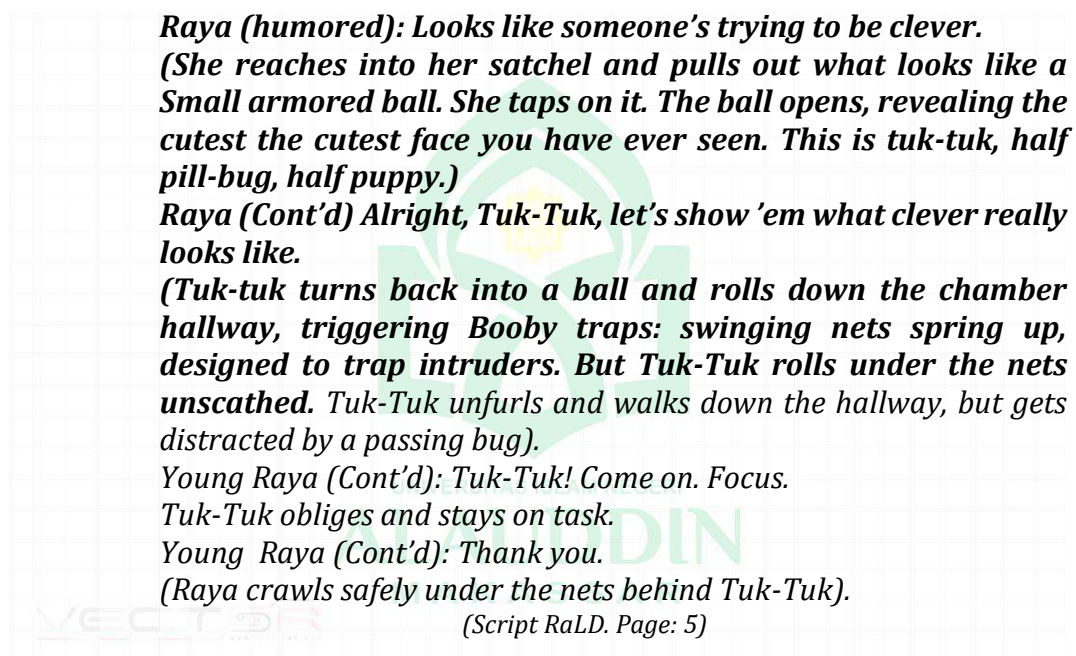 Raya (humored): Looks like someone’s trying to be clever.
(She reaches into her satchel and pulls out what looks like a
Small armored ball. She taps on it. The ball opens, revealing the
cutest the cutest face you have ever seen. This is tuk-tuk, half
pill-bug, half puppy.)
Raya (Cont’d) Alright, Tuk-Tuk, let’s show ’em what clever really
looks like.
(Tuk-tuk turns back into a ball and rolls down the chamber
hallway, triggering Booby traps: swinging nets spring up,
designed to trap intruders. But Tuk-Tuk rolls under the nets
unscathed. Tuk-Tuk unfurls and walks down the hallway, but gets
distracted by a passing bug).
Young Raya (Cont’d): Tuk-Tuk! Come on. Focus.
UNIVERSITAS ISLAM NEGERI
Tuk-Tuk obliges and stays on task.
ALAUDDIN
Young Raya (Cont’d): Thank you.
(Raya crawls safely under the nets behind Tuk-Tuk).
VECTOR
(Script RaLD. Page: 5)